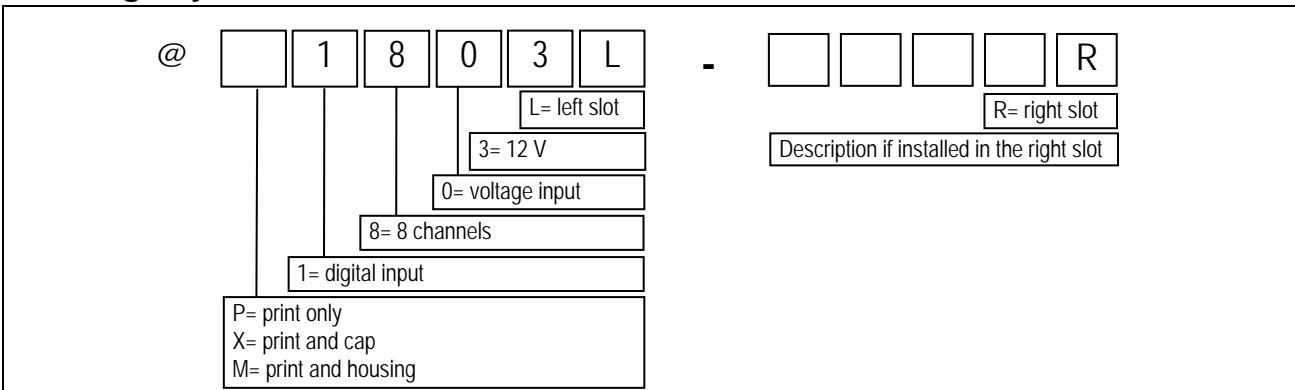 @ 1 8 0 3 L - R
L= left slot
R= right slot
3= 12 V
Description if installed in the right slot
0= voltage input
8= 8 channels
1= digital input
P= print only
X= print and cap
M= print and housing